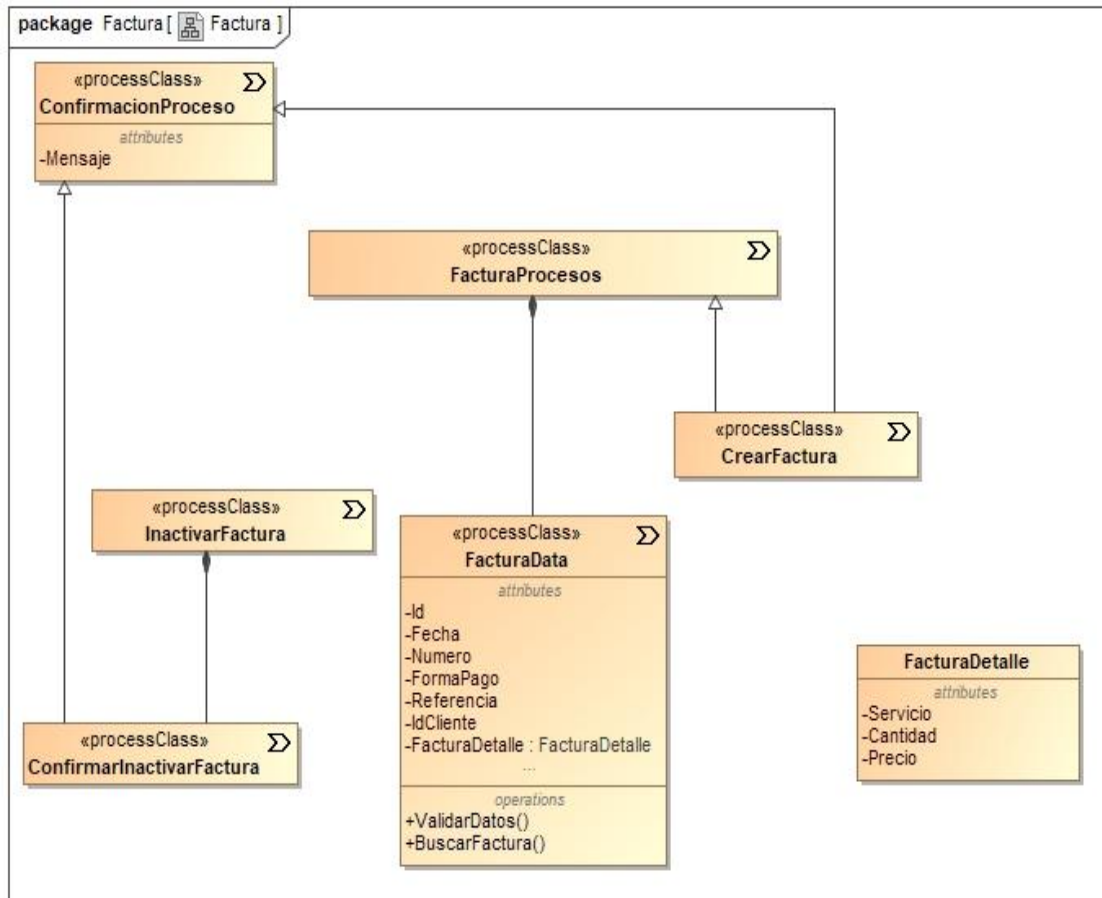 package Factura [ Factura ]
«processClass»
ConfirmacionProceso
attributes
-Mensaje
«processClass»
FacturaProcesos
«processClass»
CrearFactura
«processClass»
InactivarFactura
«processClass»
FacturaData
attributes
-Id
-Fecha
-Numero
-FormaPago
-Referencia
-IdCliente
-FacturaDetalle : FacturaDetalle
...
operations
+ValidarDatos()
+BuscarFactura()
FacturaDetalle
attributes
-Servicio
-Cantidad
-Precio
«processClass»
ConfirmarInactivarFactura